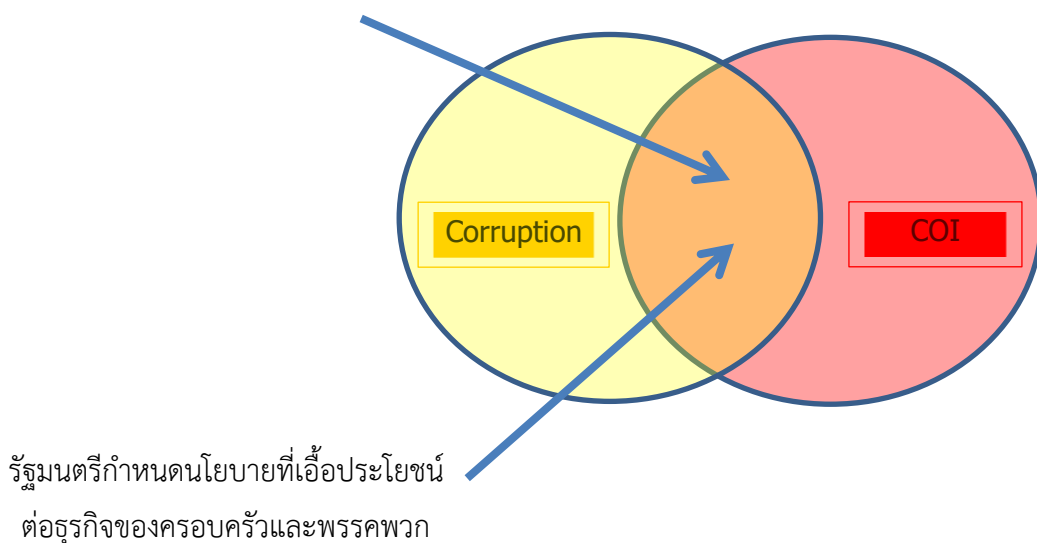 Corruption
COI
รัฐมนตรีกำหนดนโยบายที่เอื้อประโยชน์
ต่อธุรกิจของครอบครัวและพรรคพวก